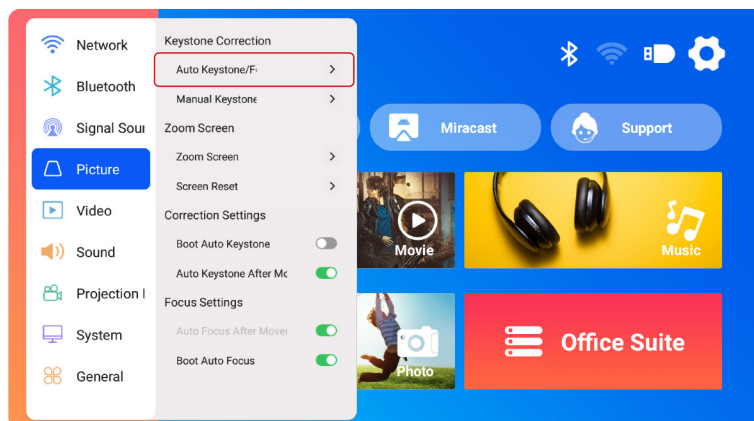 Network
Bluetooth
Signal Sour
Picture
Video
Sound
Projection
System
General
Keystone Correction
Auto Keystone/F
Manual Keystone
Zoom Screen
Zoom Screen
Screen Reset
Correction Settings
Boot Auto Keystone
Auto Keystone After Mo
Focus Settings
Auto Focus After Move
Boot Auto Focus
Miracast
Support
Movie
Music
Photo
Office Suite